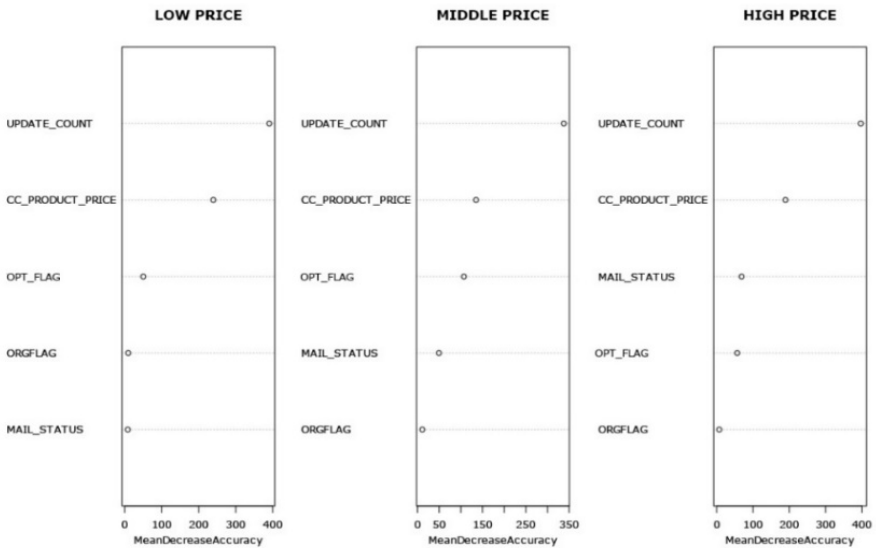 LOW PRICE
UPDATE_COUNT
CC_PRODUCT_PRICE
OPT_FLAG
ORGFLAG
MAIL_STATUS
0 100 200 300 400
MeanDecreaseAccuracy
MIDDLE PRICE
UPDATE_COUNT
CC_PRODUCT_PRICE
OPT_FLAG
MAIL_STATUS
ORGFLAG
0 50 150 250 350
MeanDecreaseAccuracy
HIGH PRICE
UPDATE_COUNT
CC_PRODUCT_PRICE
MAIL_STATUS
OPT_FLAG
ORGFLAG
0 100 200 300 400
MeanDecreaseAccuracy